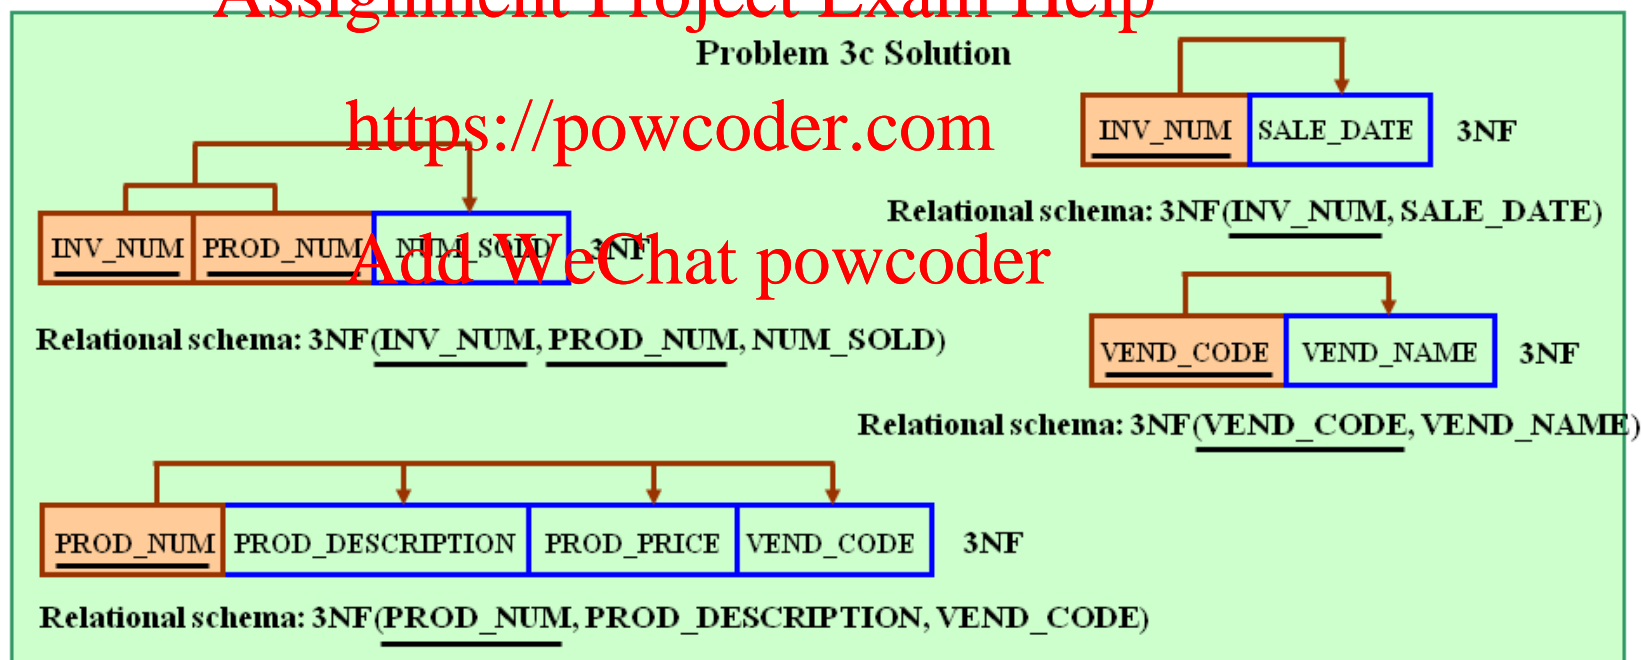 Assignment Project Exam Help
Problem 3c Solution
https://powcoder.com
INV_NUM SALE_DATE 3NF
Relational schema: 3NF(INV_NUM, SALE_DATE)
INV_NUM PROD_NUM NUM_SOLD 3NF
Add WeChat powcoder
Relational schema: 3NF(INV_NUM, PROD_NUM, NUM_SOLD)
VEND_CODE VEND_NAME 3NF
Relational schema: 3NF(VEND_CODE, VEND_NAME)
PROD_NUM PROD_DESCRIPTION PROD_PRICE VEND_CODE 3NF
Relational schema: 3NF(PROD_NUM, PROD_DESCRIPTION, VEND_CODE)